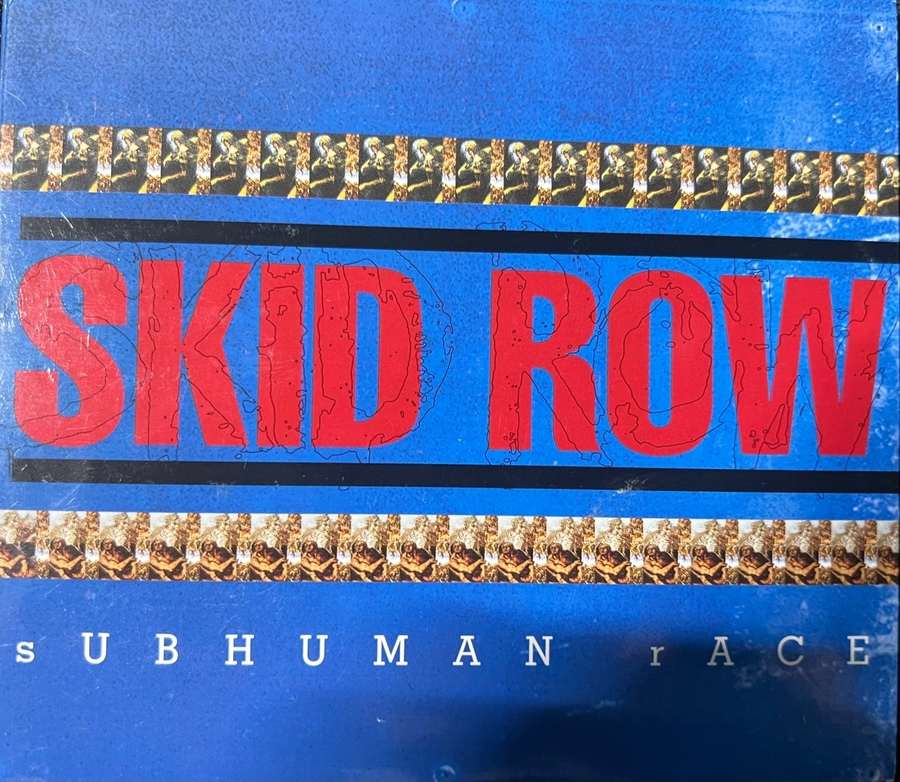 SKID ROW
sUBHUMAN rACE